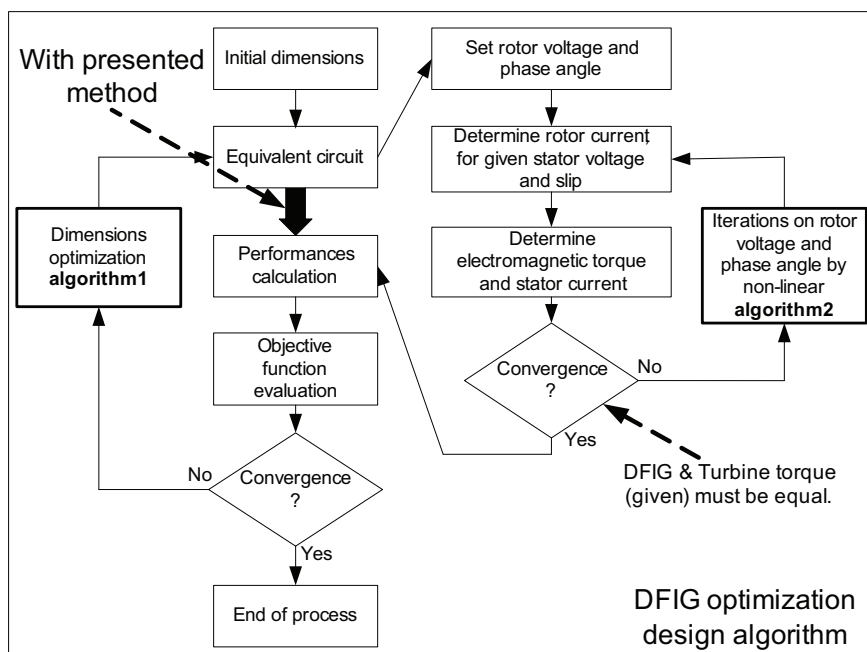 With presented
method
Initial dimensions
Equivalent circuit
Dimensions
optimization
algorithm1
Performances
calculation
Objective
function
evaluation
No
Convergence
?
Yes
End of process
Set rotor voltage and
phase angle
Determine rotor current,
for given stator voltage
and slip
Determine
electromagnetic torque
and stator current
Iterations on rotor
voltage and
phase angle by
non-linear
algorithm2
Convergence
?
No
Yes
DFIG & Turbine torque
(given) must be equal.
DFIG optimization
design algorithm